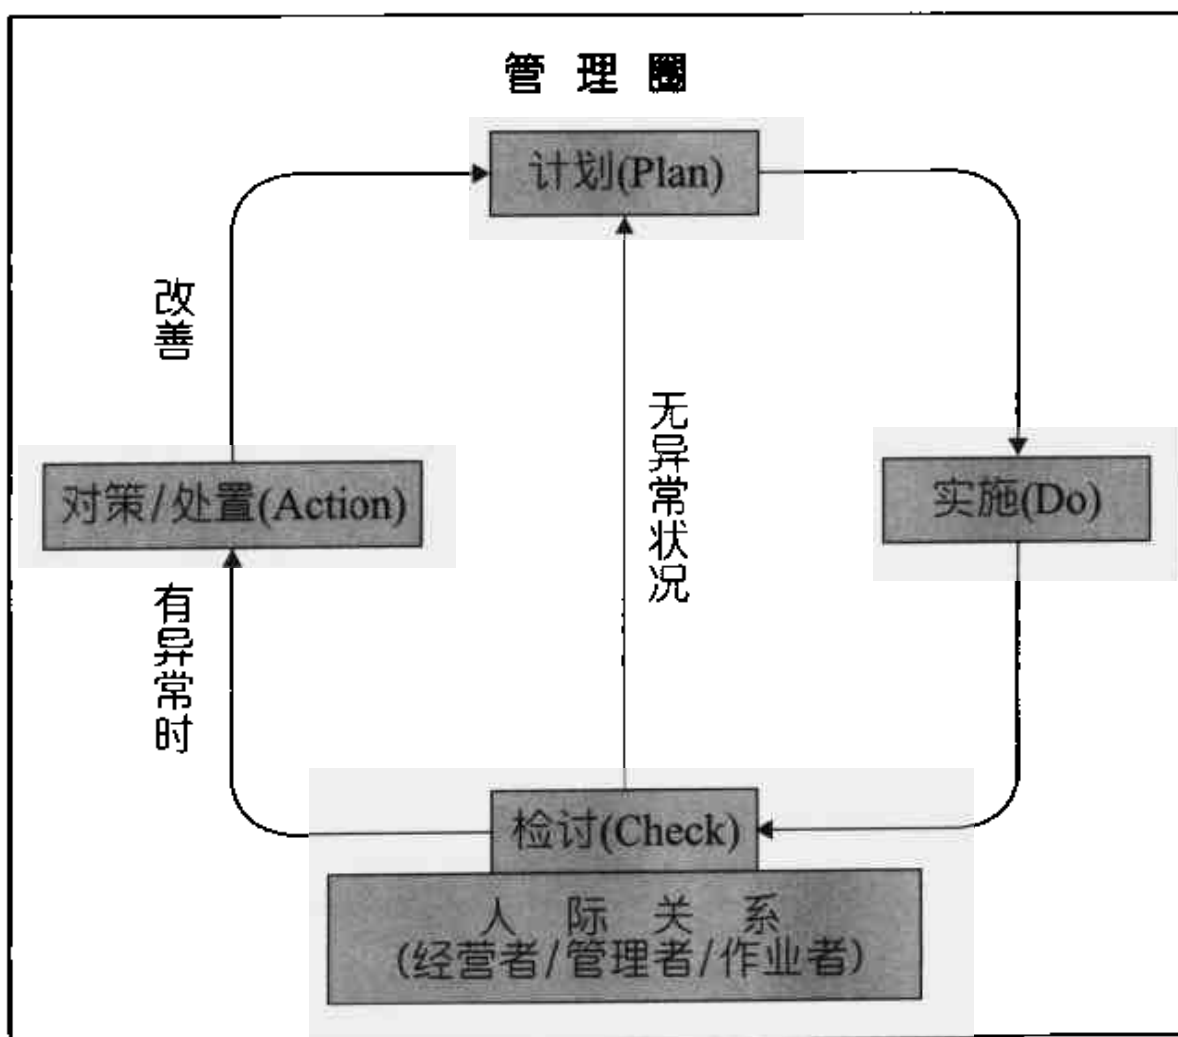 管理圈
计划(Plan)
改善
无异常状况
对策/处置(Action)
实施(Do)
有异常时
检讨(Check)
人际关系
(经营者/管理者/作业者)